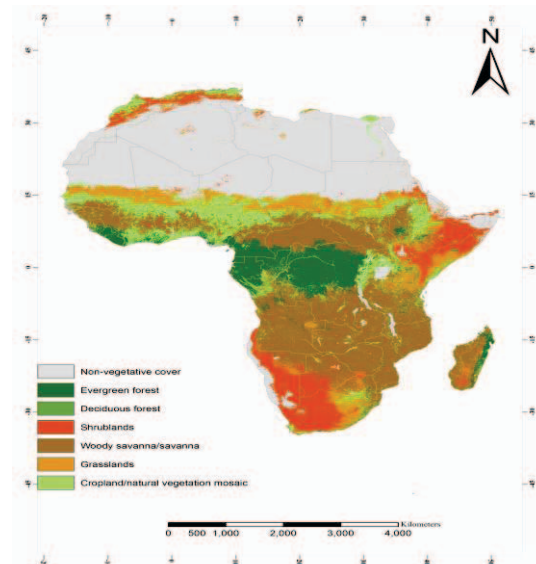 N
Non-vegetative cover
Evergreen forest
Deciduous forest
Shrublands
Woody savanna/savanna
Grasslands
Cropland/natural vegetation mosaic
Kilometers
0 500 1,000 2,000 3,000 4,000